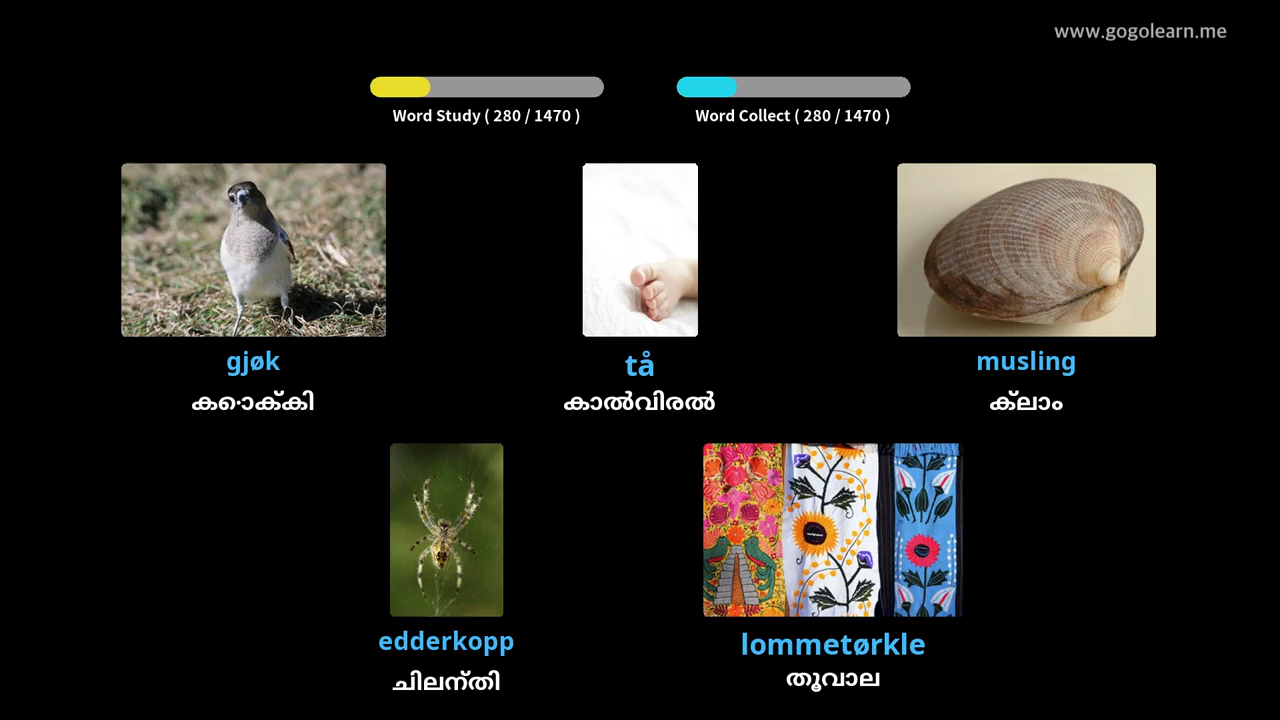 www.gogolearn.me
Word Study ( 280 / 1470 )
Word Collect ( 280 / 1470 )
gjøk
tå
musling
കൊക്കി
കാൽവിരൽ
ക്ലാം
edderkopp
lommetørkle
ചിലന്തി
തൂവാല